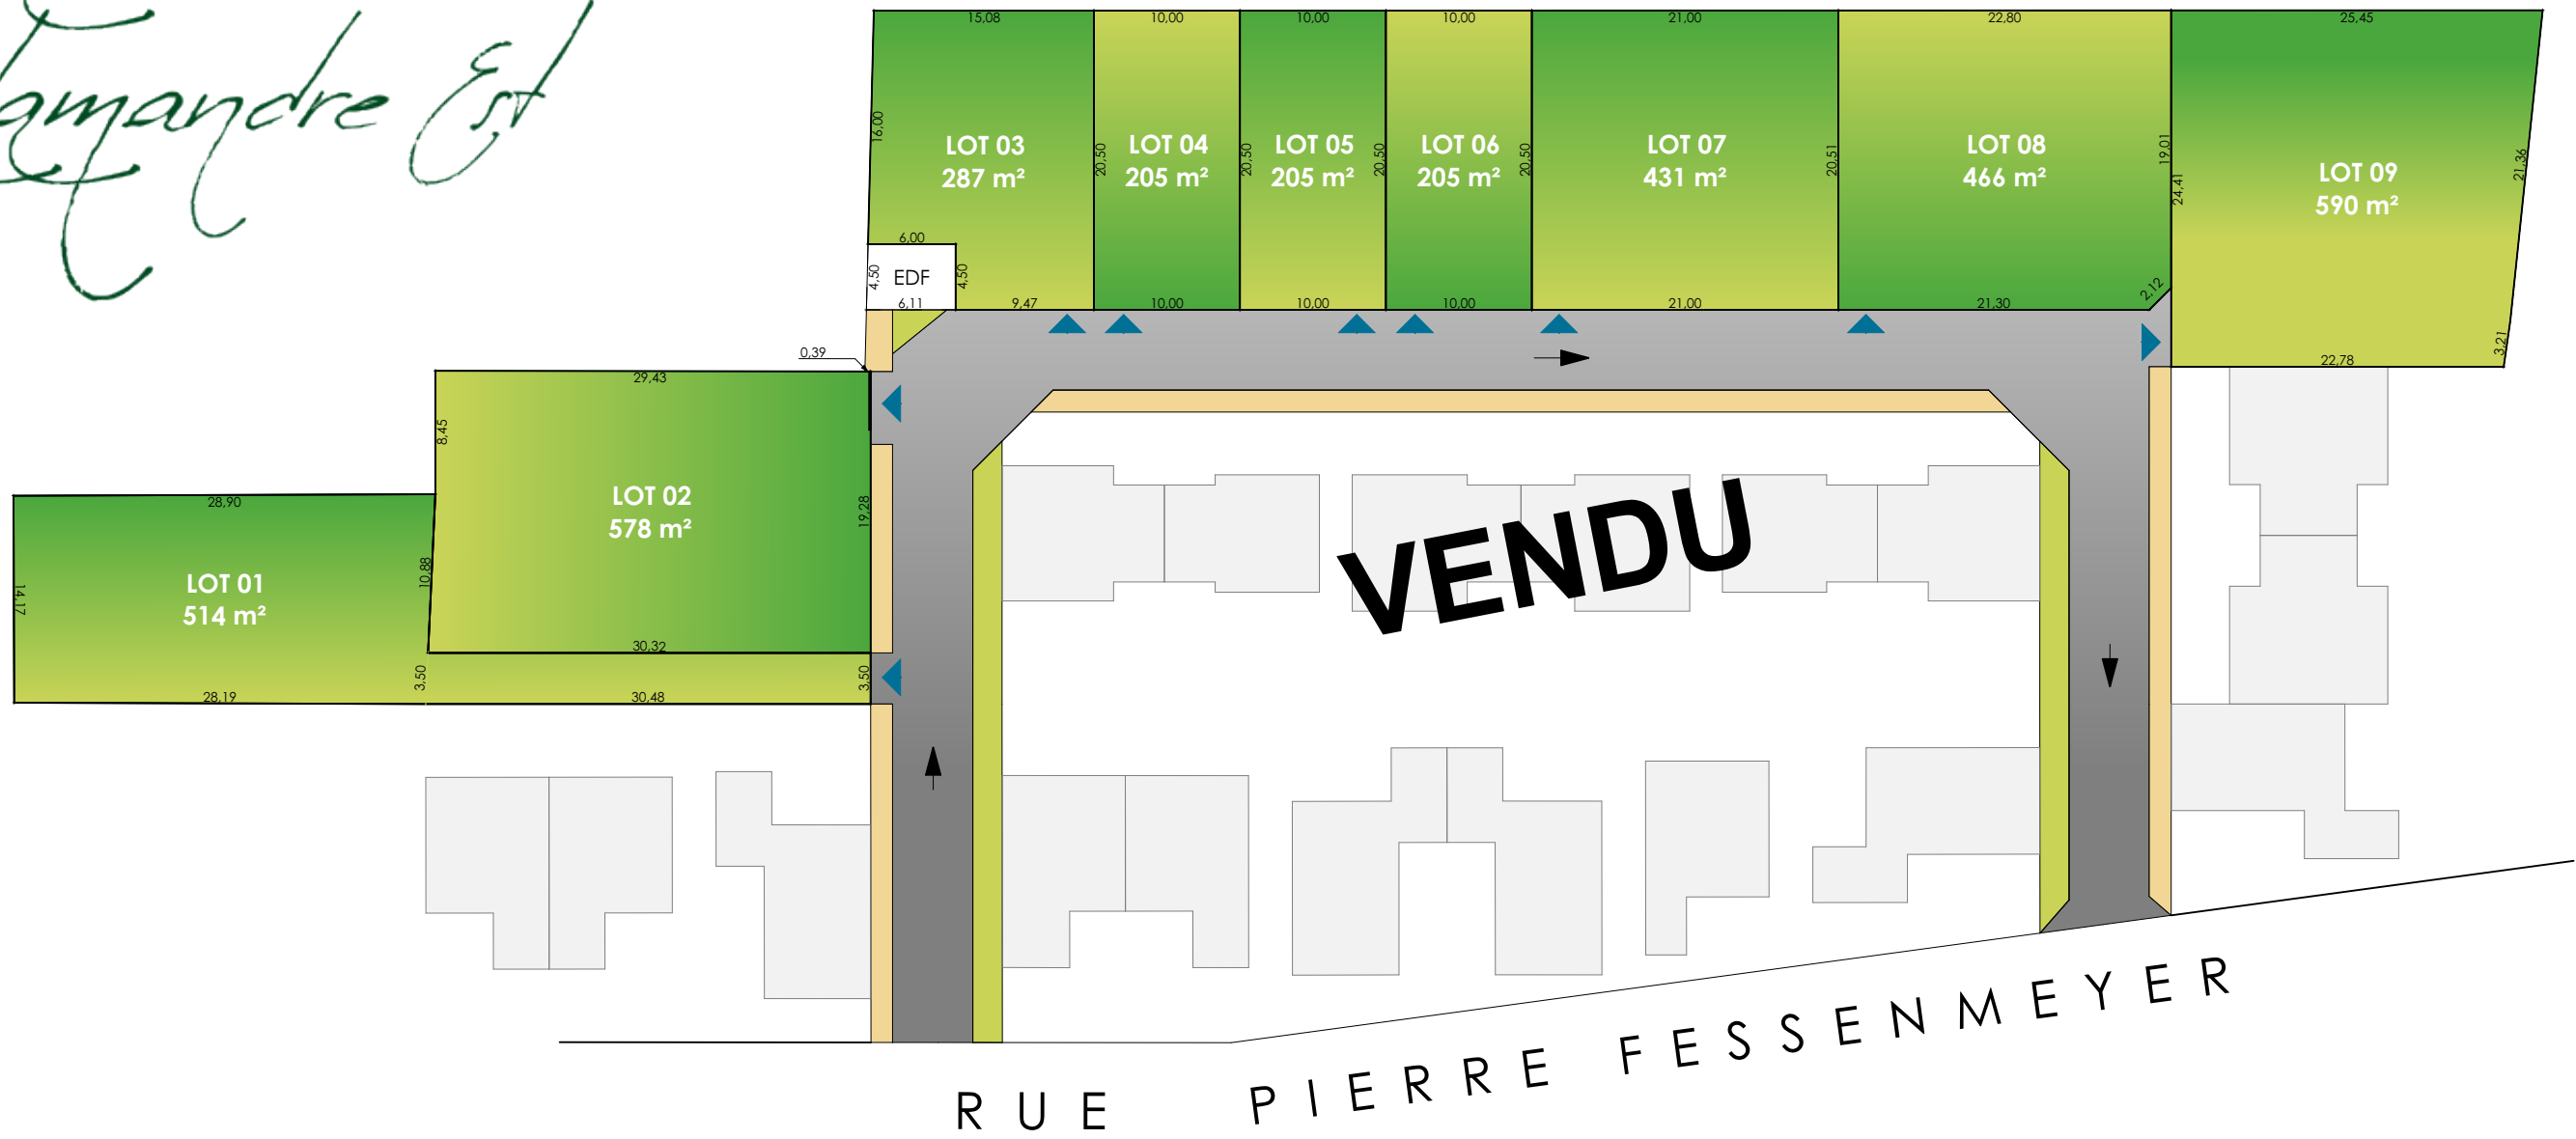 amandre Est
15,08
10,00
10,00
10,00
21,00
22,80
25,45
16,00
LOT 03
287 m²
20,50
LOT 04
205 m²
20,50
LOT 05
205 m²
20,50
LOT 06
205 m²
20,50
LOT 07
431 m²
20,51
LOT 08
466 m²
19,01
24,41
LOT 09
590 m²
21,36
6,00
4,50
EDF
4,50
6,11
9,47
10,00
10,00
10,00
21,00
21,30
2,12
3,21
22,78
0,39
29,43
8,45
LOT 02
578 m²
19,28
28,90
10,88
LOT 01
514 m²
14,17
30,32
3,50
3,50
28,19
30,48
VENDU
RUE PIERRE FESSENMEYER